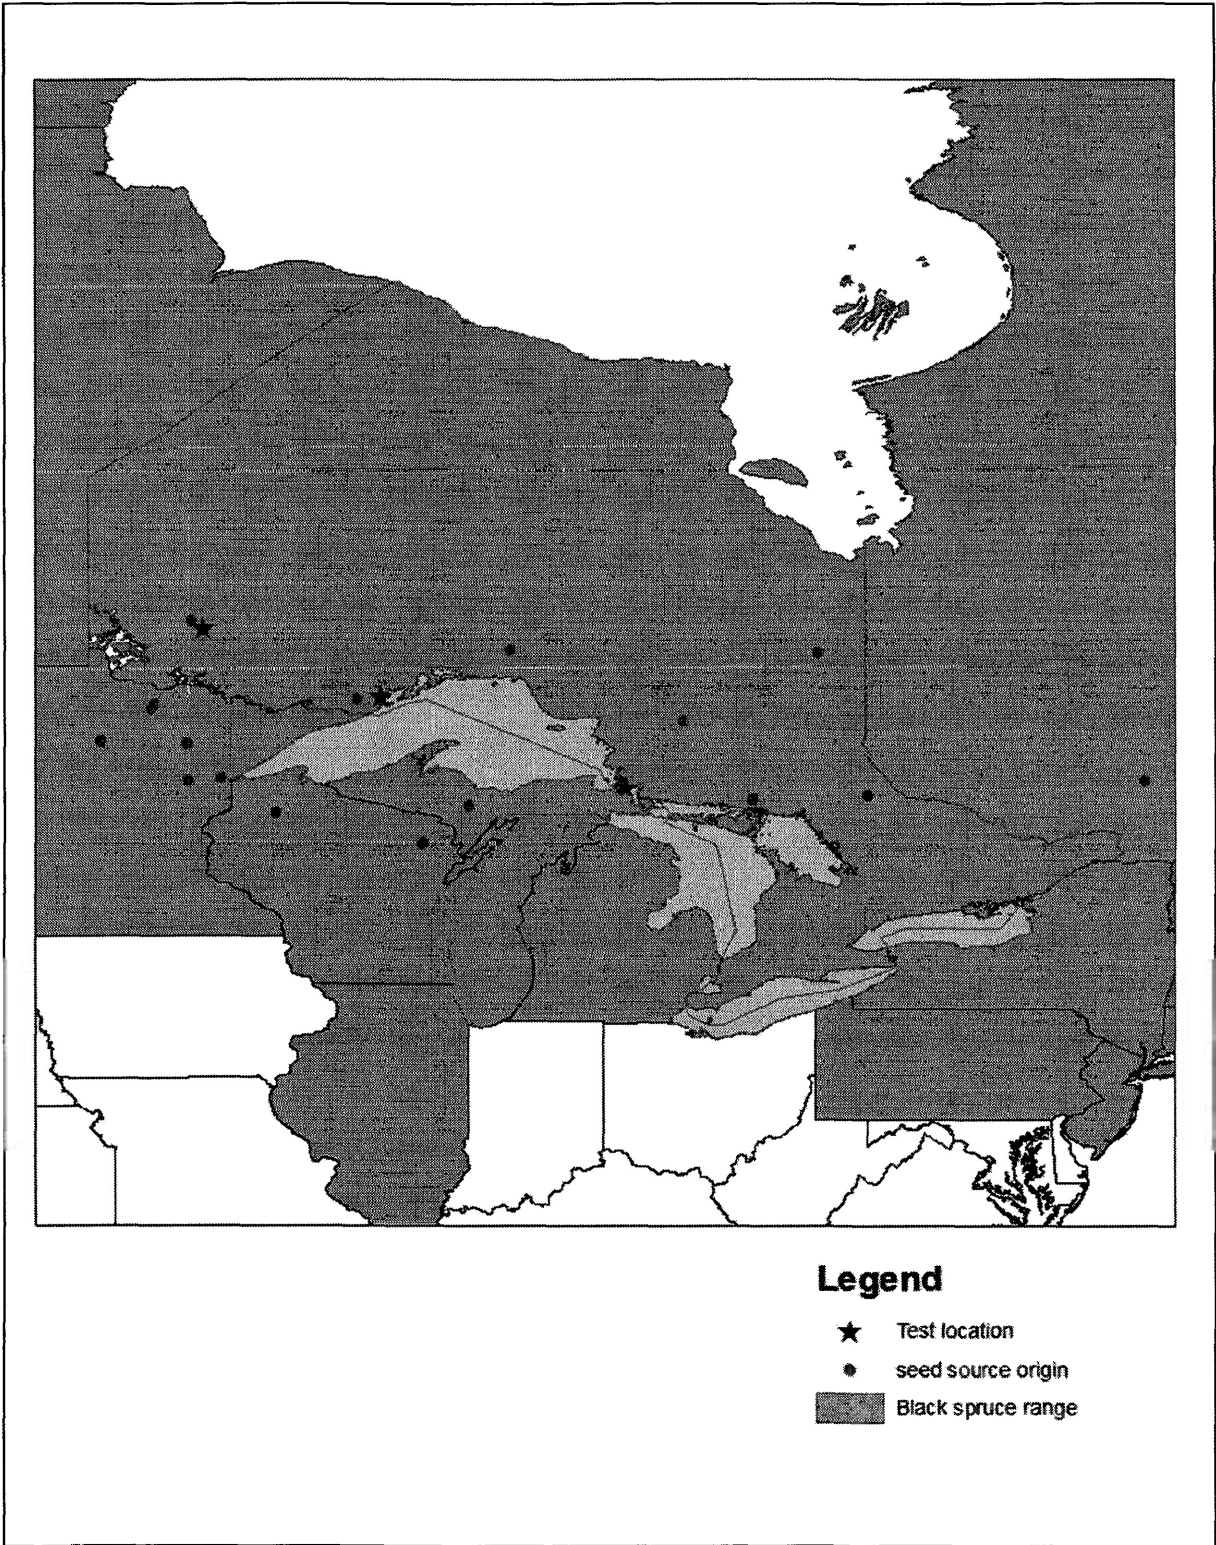 Legend
Test location
seed source origin
Black spruce range